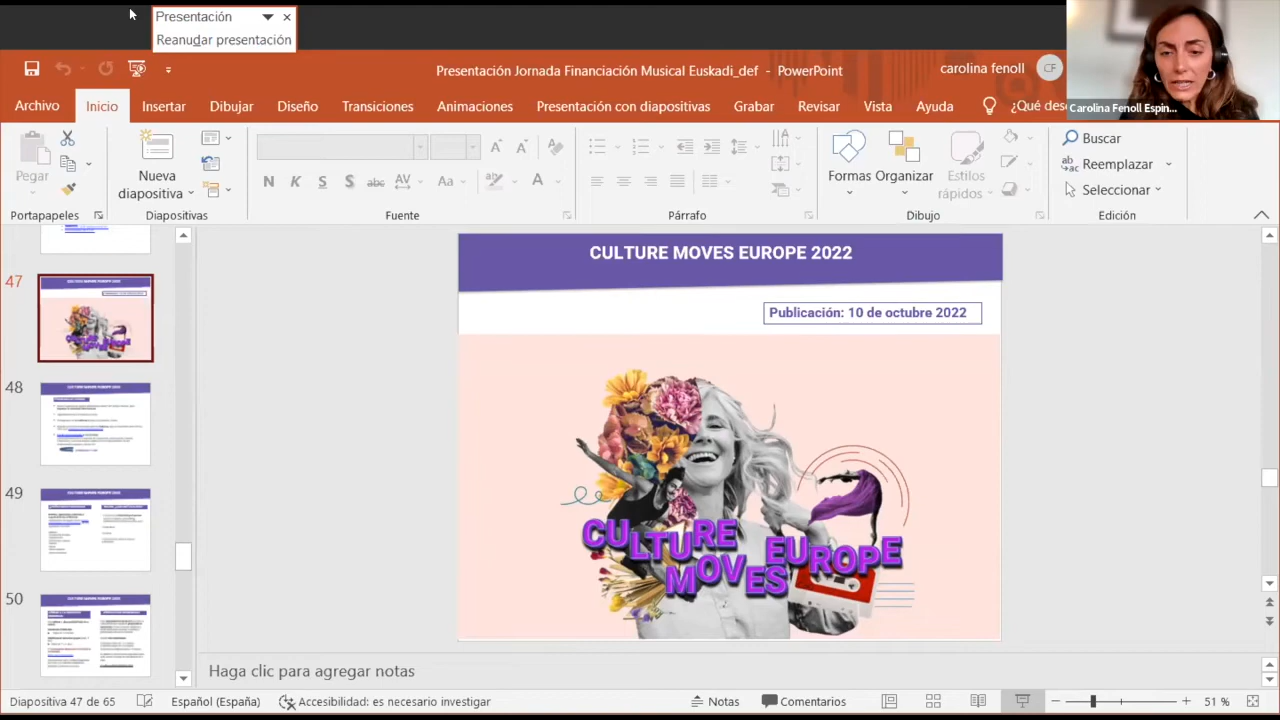 Presentación
Reanudar presentación
Presentación Jornada Financiación Musical Euskadi_def - PowerPoint
carolina fenoll
CF
Carolina Fenoll Espin...
Archivo Inicio Insertar Dibujar Diseño Transiciones Animaciones Presentación con diapositivas Grabar Revisar Vista Ayuda ¿Qué des
Pegar
Nueva
diapositiva
N K S S abc AV Aa A
Formas Organizar Estilos
rápidos
Buscar
Reemplazar
Seleccionar
Portapapeles Diapositivas Fuente Párrafo Dibujo Edición
47
48
49
50
CULTURE MOVES EUROPE 2022
Publicación: 10 de octubre 2022
CULTURE
MOVES
EUROPE
Haga clic para agregar notas
Diapositiva 47 de 65 Español (España) Accesibilidad: es necesario investigar Notas Comentarios 51 %